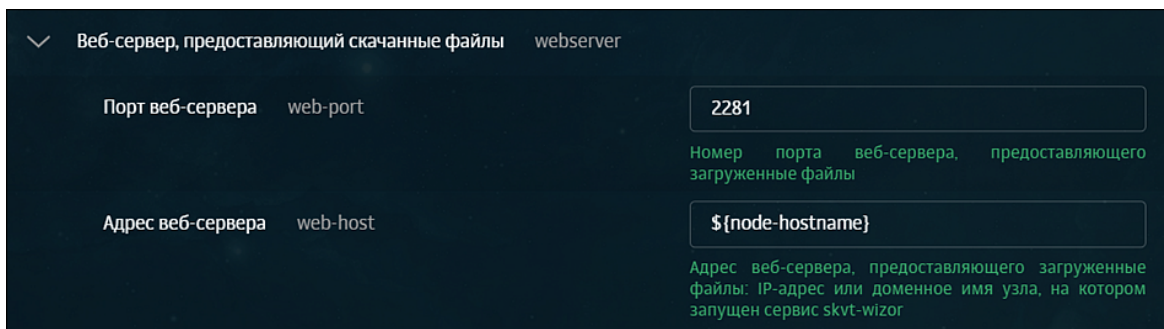 Веб-сервер, предоставляющий скачанные файлы webserver
Порт веб-сервера web-port 2281
Номер порта веб-сервера, предоставляющего
загруженные файлы
Адрес веб-сервера web-host ${node-hostname}
Адрес веб-сервера, предоставляющего загруженные
файлы: IP-адрес или доменное имя узла, на котором
запущен сервис skvt-wizor